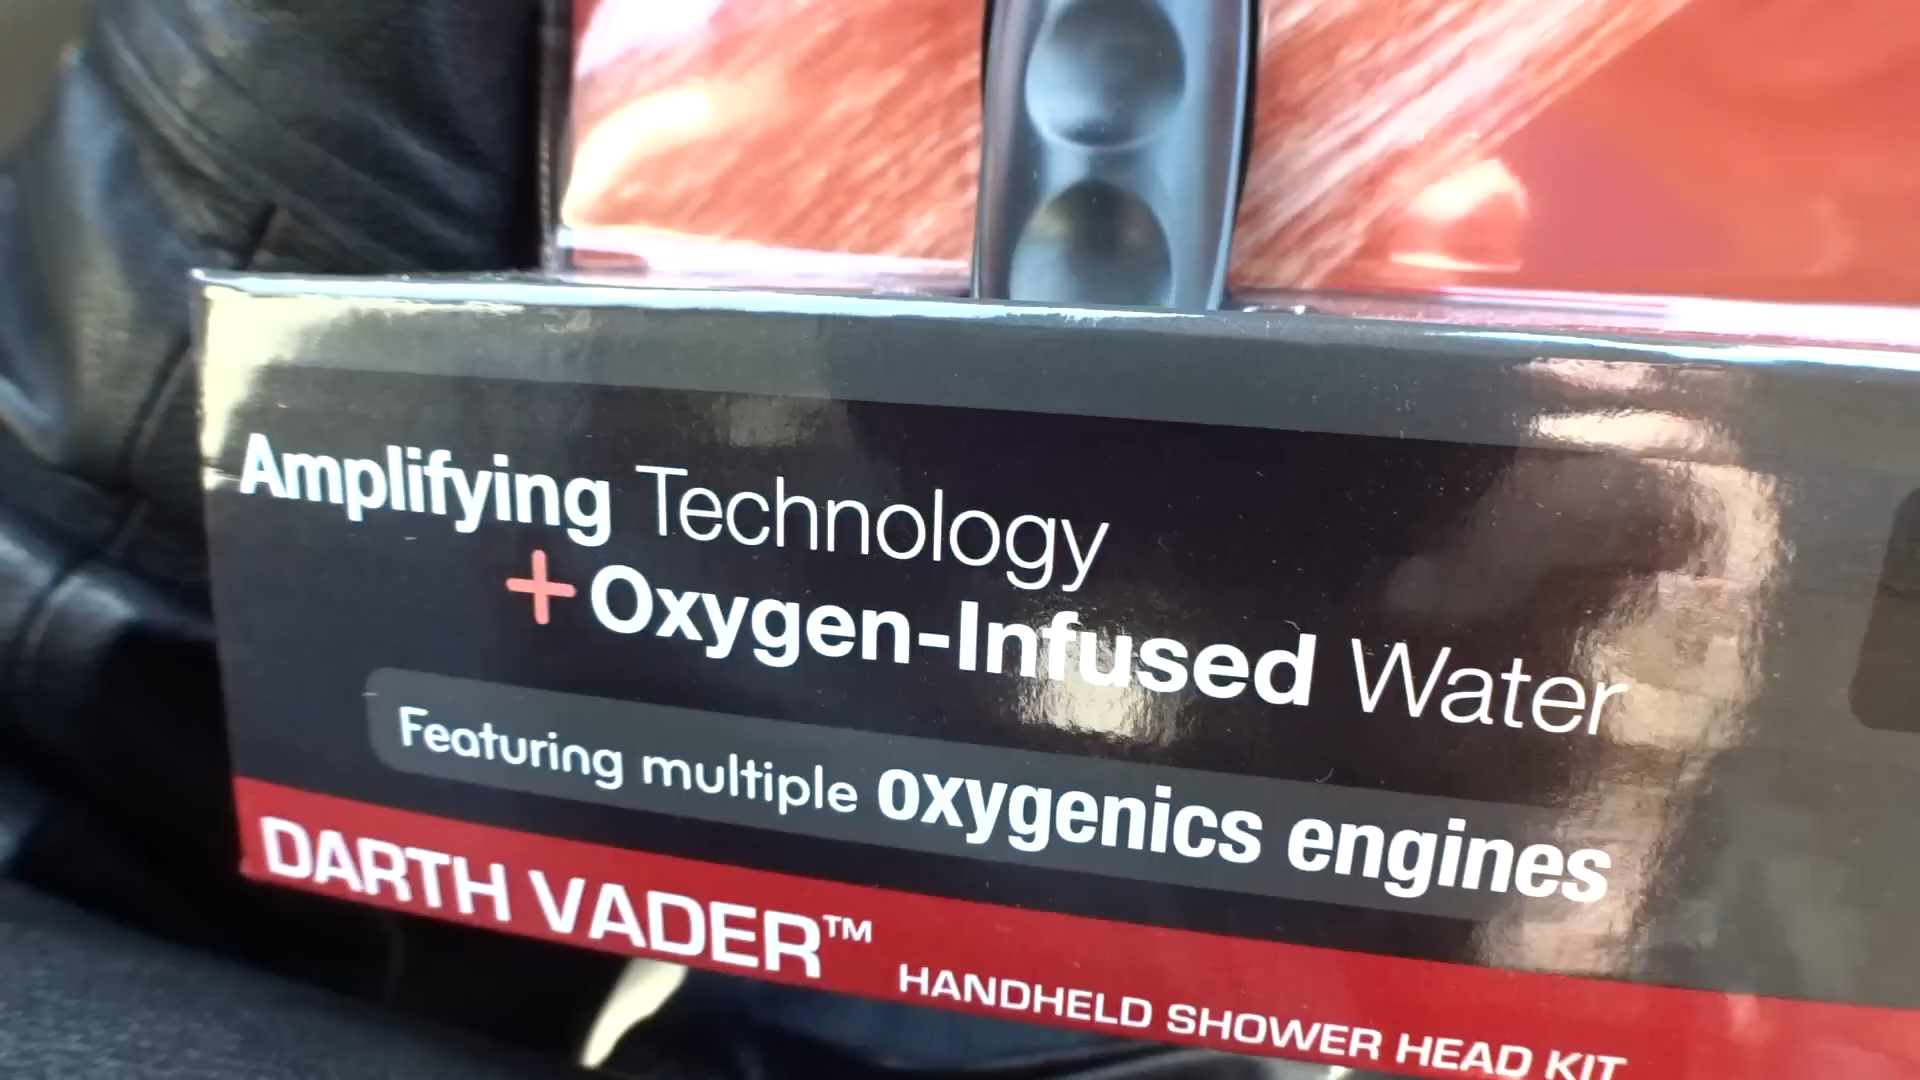 Amplifying Technology
+ Oxygen-Infused Water
Featuring multiple oxygenics engines
DARTH VADER™ HANDHELD SHOWER HEAD KIT